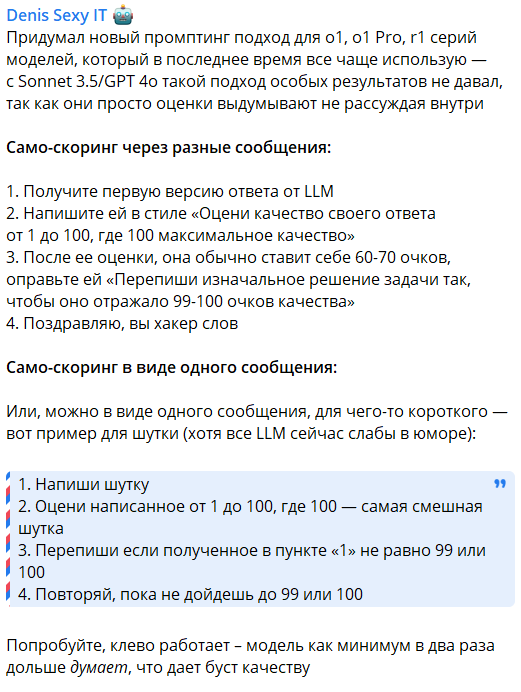 Denis Sexy IT 🤖
Придумал новый промптинг подход для o1, o1 Pro, r1 серий
моделей, который в последнее время все чаще использую —
с Sonnet 3.5/GPT 4o такой подход особых результатов не давал,
так как они просто оценки выдумывают не рассуждая внутри
Само-скоринг через разные сообщения:
1. Получите первую версию ответа от LLM
2. Напишите ей в стиле «Оцени качество своего ответа
от 1 до 100, где 100 максимальное качество»
3. После ее оценки, она обычно ставит себе 60-70 очков,
оправьте ей «Перепиши изначальное решение задачи так,
чтобы оно отражало 99-100 очков качества»
4. Поздравляю, вы хакер слов
Само-скоринг в виде одного сообщения:
Или, можно в виде одного сообщения, для чего-то короткого —
вот пример для шутки (хотя все LLM сейчас слабы в юморе):
1. Напиши шутку
2. Оцени написанное от 1 до 100, где 100 — самая смешная
шутка
3. Перепиши если полученное в пункте «1» не равно 99 или
100
4. Повторяй, пока не дойдешь до 99 или 100
Попробуйте, клево работает – модель как минимум в два раза
дольше думает, что дает буст качеству